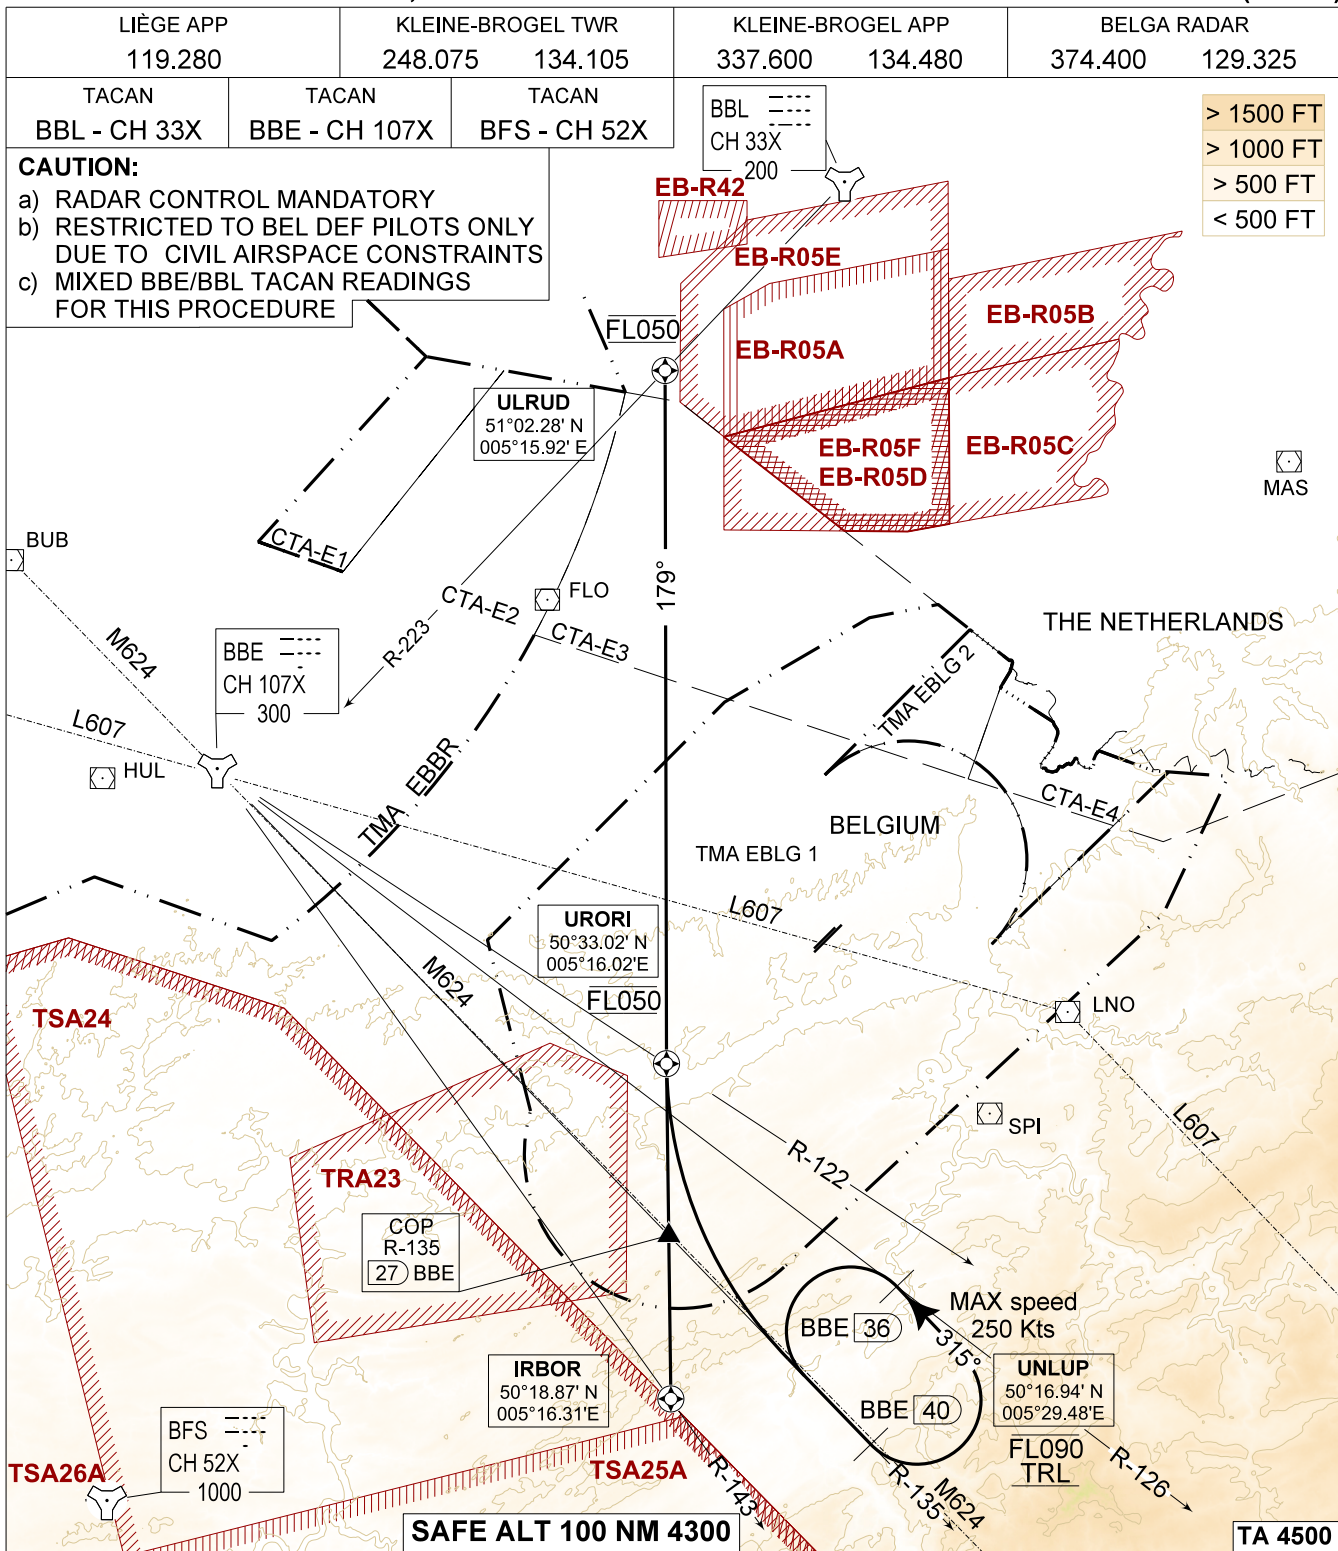 LIÈGE APP
119.280
KLEINE-BROGEL TWR
248.075 134.105
KLEINE-BROGEL APP
337.600 134.480
BELGA RADAR
374.400 129.325
TACAN
BBL - CH 33X
TACAN
BBE - CH 107X
TACAN
BFS - CH 52X
CAUTION:
a) RADAR CONTROL MANDATORY
b) RESTRICTED TO BEL DEF PILOTS ONLY
DUE TO CIVIL AIRSPACE CONSTRAINTS
c) MIXED BBE/BBL TACAN READINGS
FOR THIS PROCEDURE
BBL
CH 33X
200
> 1500 FT
> 1000 FT
> 500 FT
< 500 FT
EB-R42
EB-R05E
EB-R05B
EB-R05A
EB-R05F
EB-R05D
EB-R05C
FL050
ULRUD
51°02.28' N
005°15.92' E
MAS
BUB
CTA-E1
FLO
CTA-E2
CTA-E3
179°
R-223
THE NETHERLANDS
M624
BBE
CH 107X
300
L607
HUL
TMA EBBR
TMA EBLG 2
CTA-E4
BELGIUM
TMA EBLG 1
L607
URORI
50°33.02' N
005°16.02'E
FL050
M624
TSA24
LNO
SPI
L607
R-122
TRA23
COP
R-135
27 BBE
MAX speed
250 Kts
BBE 36
315°
IRBOR
50°18.87' N
005°16.31'E
UNLUP
50°16.94' N
005°29.48'E
FL090
TRL
BBE 40
BFS
CH 52X
1000
TSA26A
TSA25A
R-143
R-135
M624
R-126
SAFE ALT 100 NM 4300
TA 4500